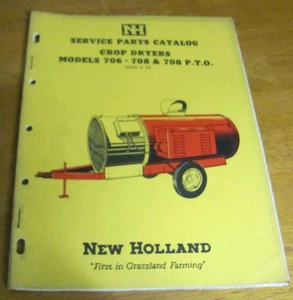 NH
SERVICE PARTS CATALOG
CROP DRYERS
MODELS 706 - 708 & 708 P.T.O.
NEW HOLLAND
"First in Grassland Farming"